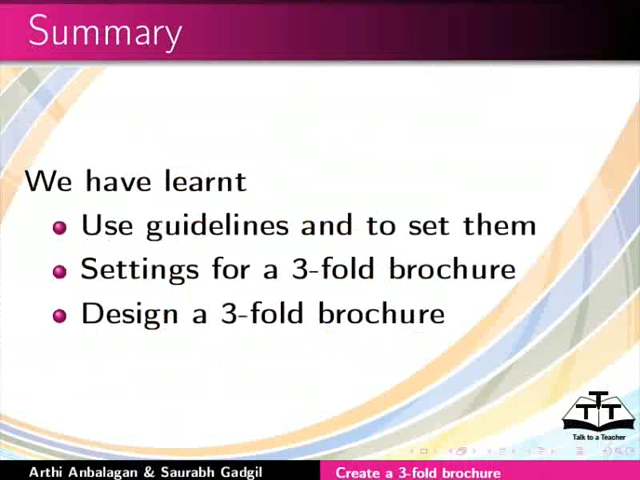 Summary
We have learnt
Use guidelines and to set them
Settings for a 3-fold brochure
Design a 3-fold brochure
TTT
Talk to a Teacher
Arthi Anbalagan & Saurabh Gadgil
Create a 3-fold brochure